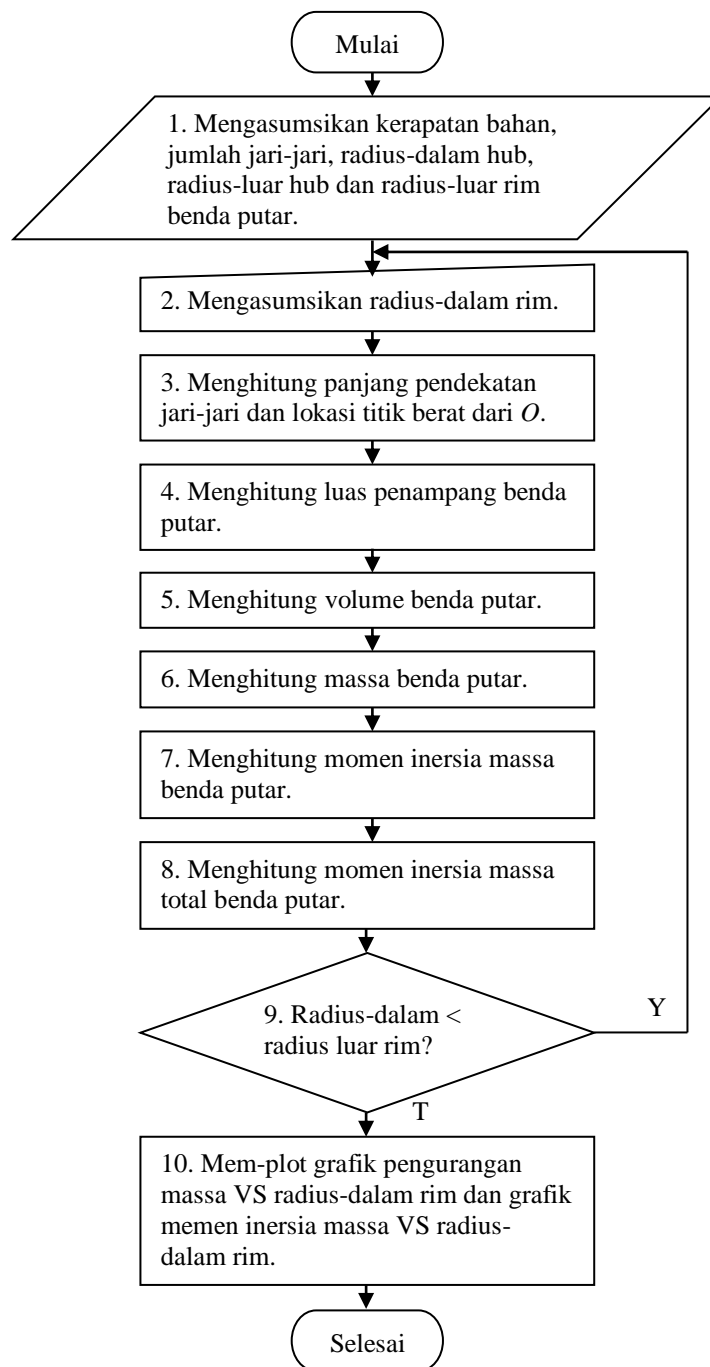 Mulai
1. Mengasumsikan kerapatan bahan,
jumlah jari-jari, radius-dalam hub,
radius-luar hub dan radius-luar rim
benda putar.
2. Mengasumsikan radius-dalam rim.
3. Menghitung panjang pendekatan
jari-jari dan lokasi titik berat dari O.
4. Menghitung luas penampang benda
putar.
5. Menghitung volume benda putar.
6. Menghitung massa benda putar.
7. Menghitung momen inersia massa
benda putar.
8. Menghitung momen inersia massa
total benda putar.
9. Radius-dalam <
radius luar rim?
Y
T
10. Mem-plot grafik pengurangan
massa VS radius-dalam rim dan grafik
memen inersia massa VS radius-
dalam rim.
Selesai